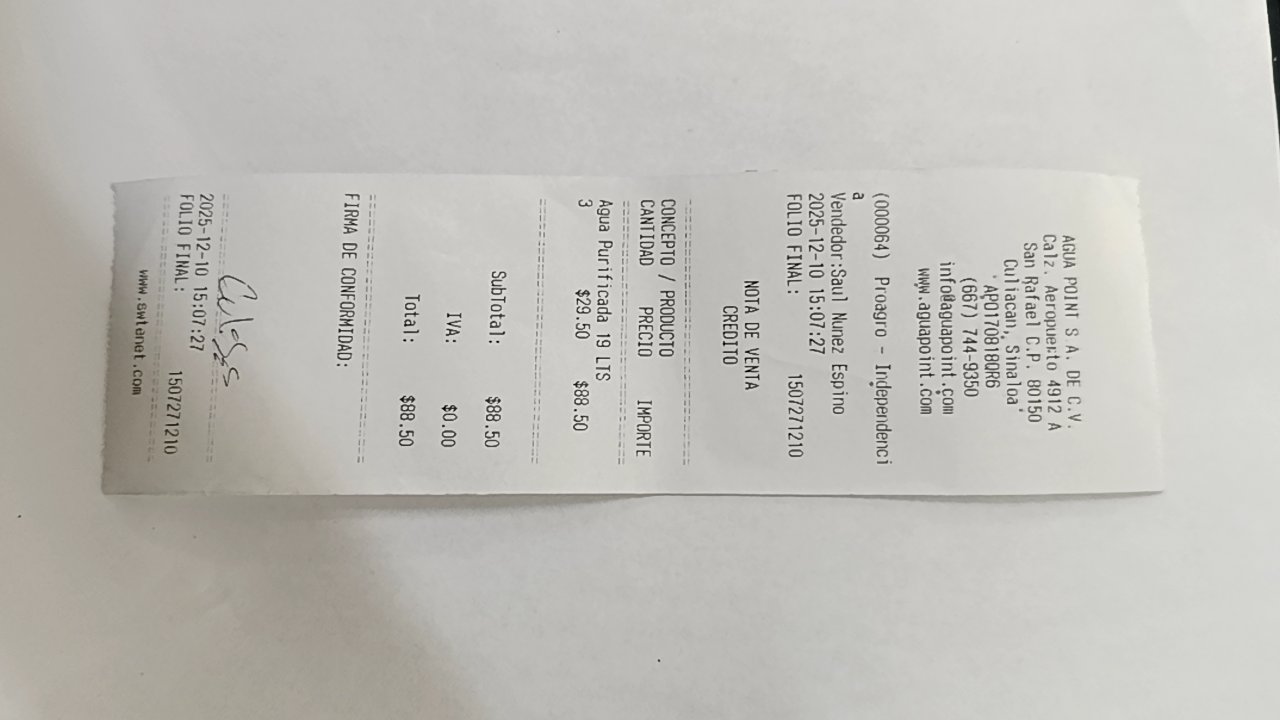 AGUA POINT S.A. DE C.V.
Calz. Aeropuerto 4912 A
San Rafael C.P. 80150
Culiacan, Sinaloa
APO170818QR6
(667) 744-9350
info@aguapoint.com
www.aguapoint.com
(000064) Proagro - Independenci
a
Vendedor:Saul Nunez Espino
2025-12-10 15:07:27
FOLIO FINAL: 1507271210
NOTA DE VENTA
CREDITO
CONCEPTO / PRODUCTO
CANTIDAD PRECIO IMPORTE
Agua Purificada 19 LTS
3 $29.50 $88.50
SubTotal: $88.50
IVA: $0.00
Total: $88.50
FIRMA DE CONFORMIDAD:
2025-12-10 15:07:27
FOLIO FINAL: 1507271210
www.swtanet.com